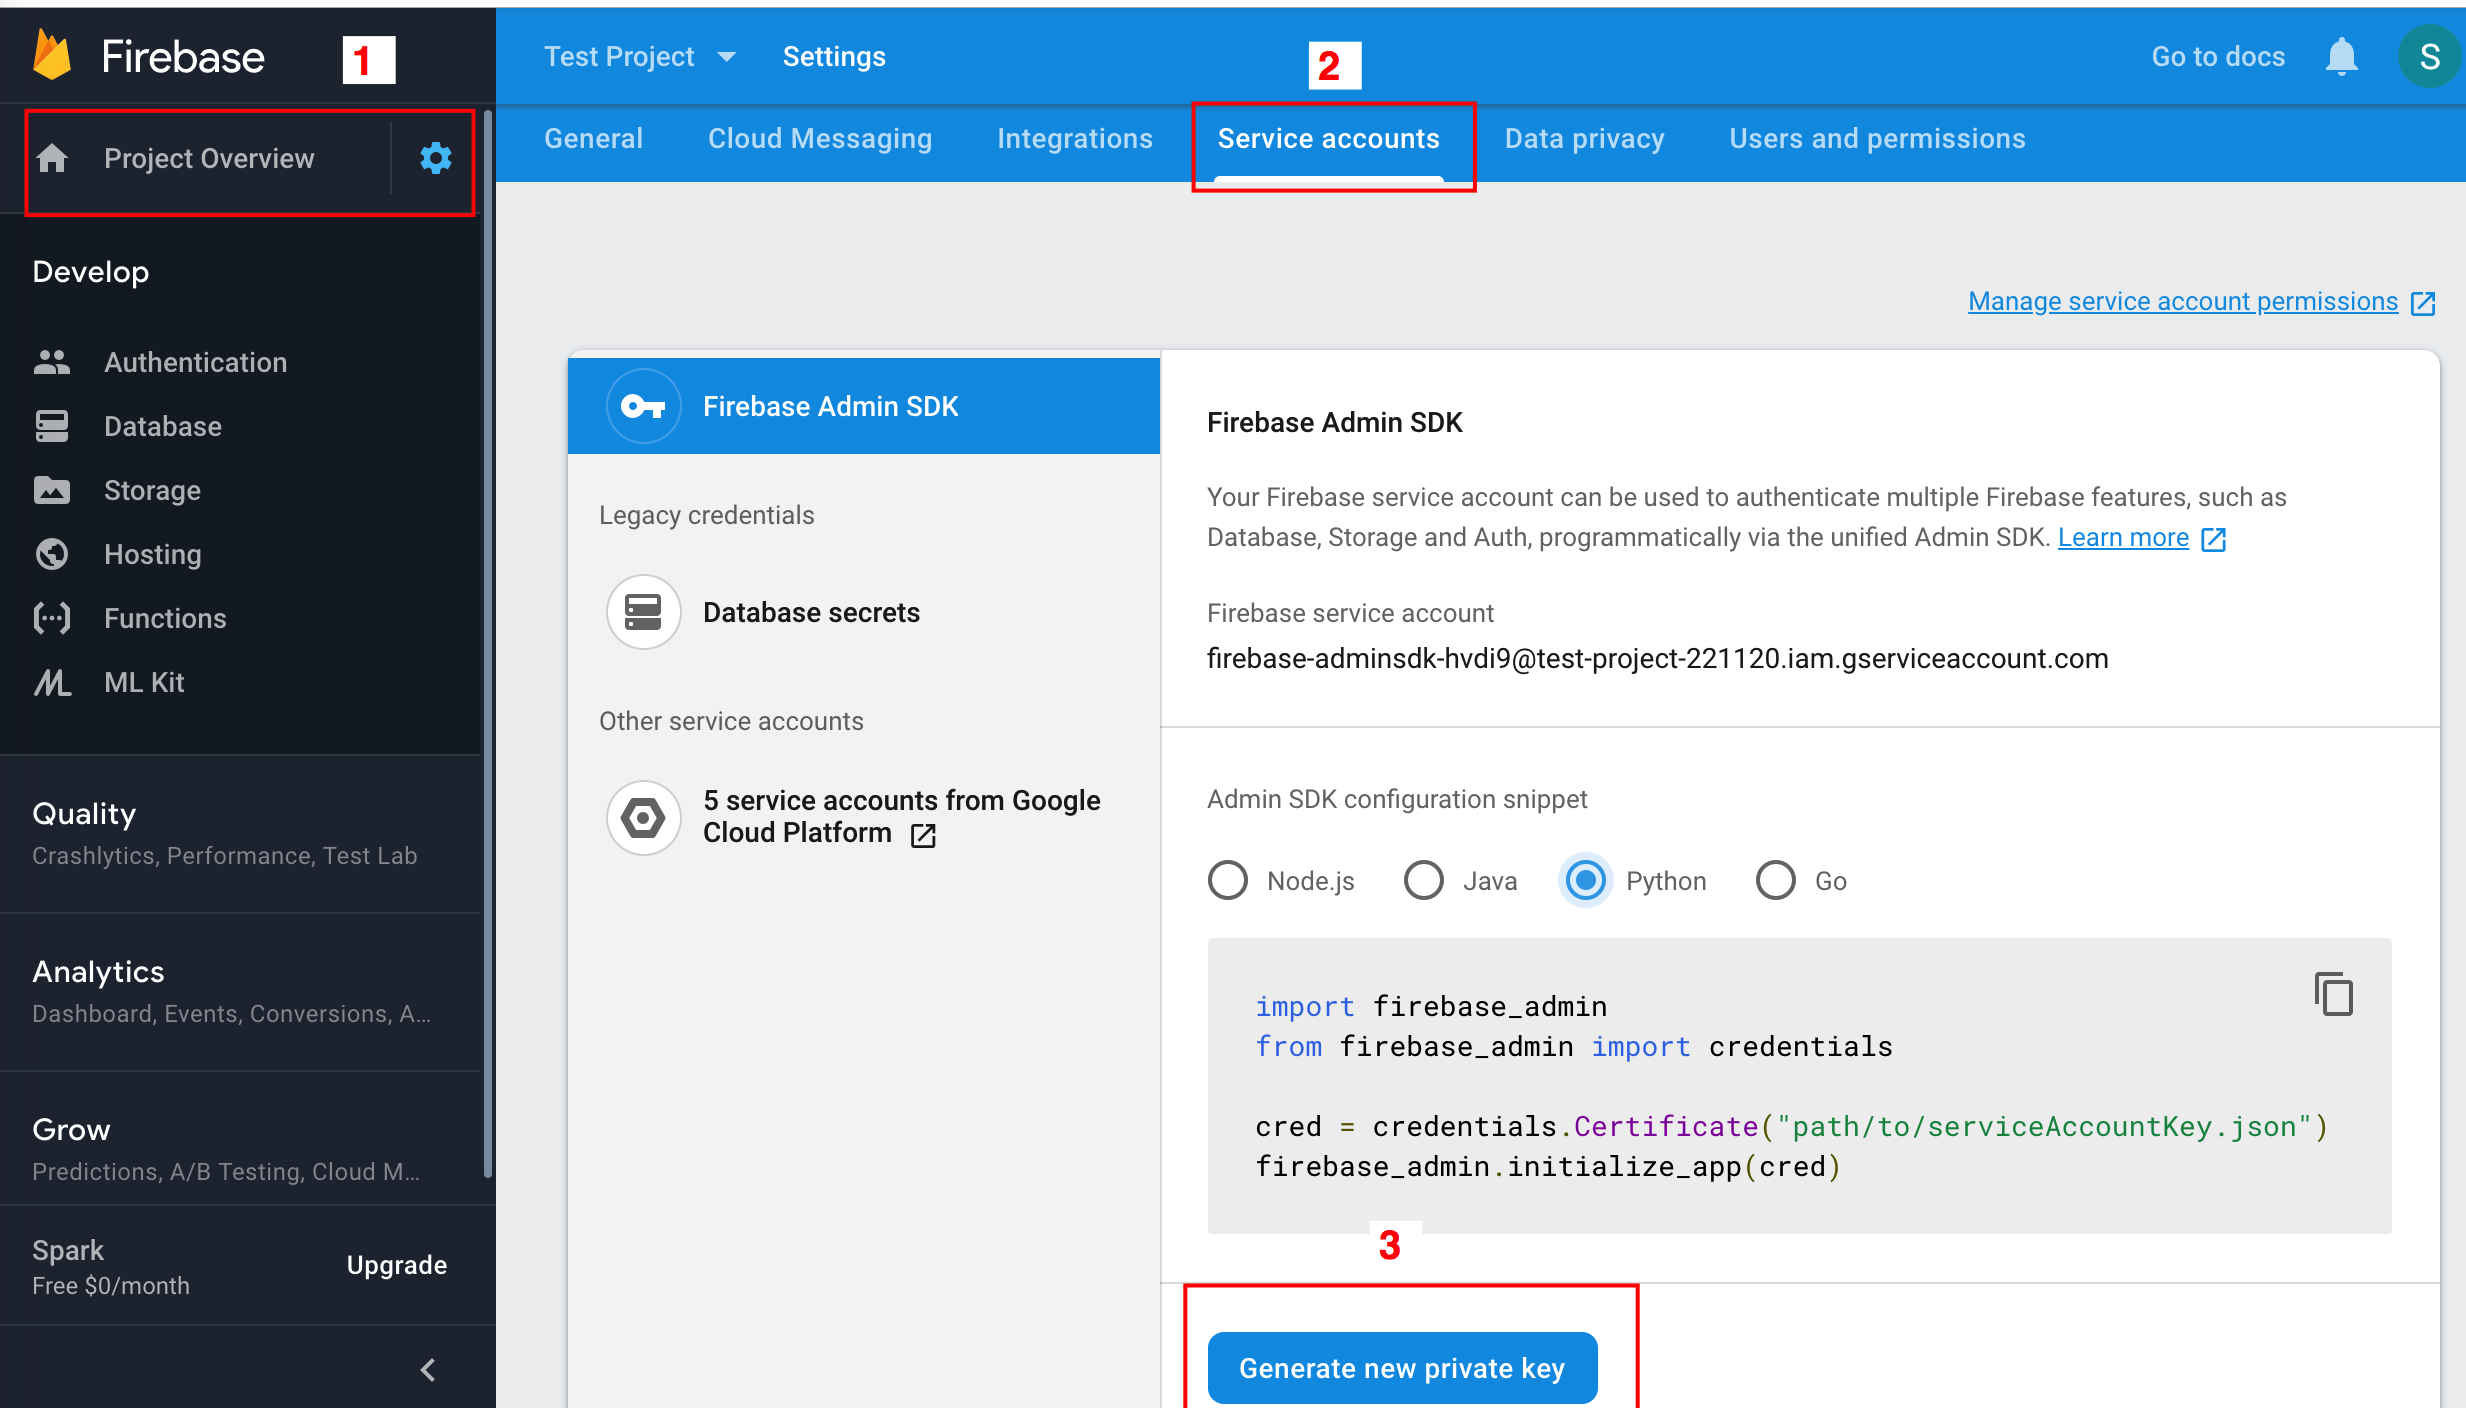 Firebase
1
Project Overview
Develop
Authentication
Database
Storage
Hosting
Functions
ML Kit
Quality
Crashlytics, Performance, Test Lab
Analytics
Dashboard, Events, Conversions, A...
Grow
Predictions, A/B Testing, Cloud M...
Spark
Free $0/month
Upgrade
Test Project
Settings
2
Go to docs
S
General
Cloud Messaging
Integrations
Service accounts
Data privacy
Users and permissions
Manage service account permissions
Firebase Admin SDK
Legacy credentials
Database secrets
Other service accounts
5 service accounts from Google
Cloud Platform
Firebase Admin SDK
Your Firebase service account can be used to authenticate multiple Firebase features, such as
Database, Storage and Auth, programmatically via the unified Admin SDK. Learn more
Firebase service account
firebase-adminsdk-hvdi9@test-project-221120.iam.gserviceaccount.com
Admin SDK configuration snippet
Node.js
Java
Python
Go
import firebase_admin
from firebase_admin import credentials
cred = credentials.Certificate("path/to/serviceAccountKey.json")
firebase_admin.initialize_app(cred)
3
Generate new private key